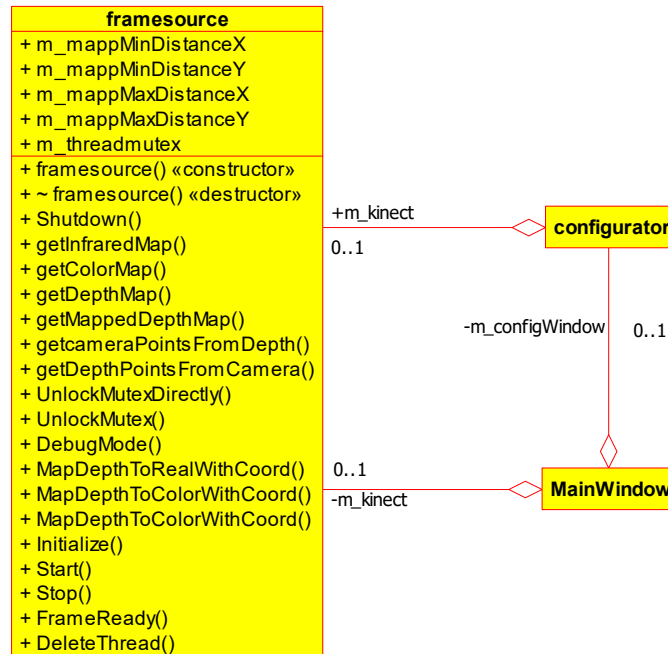 framesource
+ m_mappMinDistanceX
+ m_mappMinDistanceY
+ m_mappMaxDistanceX
+ m_mappMaxDistanceY
+ m_threadmutex
+ framesource() «constructor»
+ ~ framesource() «destructor»
+ Shutdown()
+ getInfraredMap()
+ getColorMap()
+ getDepthMap()
+ getMappedDepthMap()
+ getcameraPointsFromDepth()
+ getDepthPointsFromCamera()
+ UnlockMutexDirectly()
+ UnlockMutex()
+ DebugMode()
+ MapDepthToRealWithCoord()
+ MapDepthToColorWithCoord()
+ MapDepthToColorWithCoord()
+ Initialize()
+ Start()
+ Stop()
+ FrameReady()
+ DeleteThread()
+m_kinect
0..1
configurator
-m_configWindow
0..1
0..1
-m_kinect
MainWindow